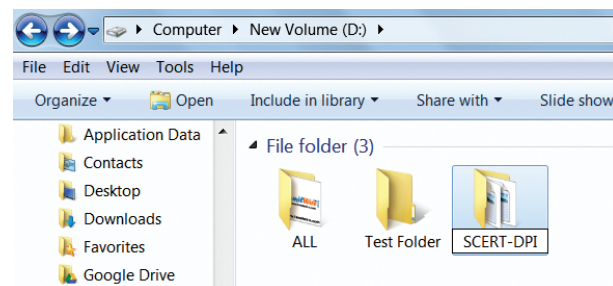 Computer New Volume (D:)
File Edit View Tools Help
Organize Open Include in library Share with Slide show
Application Data
Contacts
Desktop
Downloads
Favorites
Google Drive
File folder (3)
ALL Test Folder SCERT-DPI